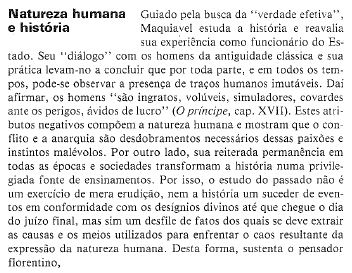 Natureza humana
e história
Guiado pela busca da "verdade efetiva",
Maquiavel estuda a história e reavalia
sua experiência como funcionário do Es-
tado. Seu "diálogo" com os homens da antiguidade clássica e sua
prática levam-no a concluir que por toda parte, e em todos os tem-
pos, pode-se observar a presença de traços humanos imutáveis. Daí
afirmar, os homens "são ingratos, volúveis, simuladores, covardes
ante os perigos, ávidos de lucro" (O príncipe, cap. XVII). Estes atri-
butos negativos compõem a natureza humana e mostram que o con-
flito e a anarquia são desdobramentos necessários dessas paixões e
instintos malévolos. Por outro lado, sua reiterada permanência em
todas as épocas e sociedades transformam a história numa privile-
giada fonte de ensinamentos. Por isso, o estudo do passado não é
um exercício de mera erudição, nem a história um suceder de even-
tos em conformidade com os desígnios divinos até que chegue o dia
do juízo final, mas sim um desfile de fatos dos quais se deve extrair
as causas e os meios utilizados para enfrentar o caos resultante da
expressão da natureza humana. Desta forma, sustenta o pensador
florentino,